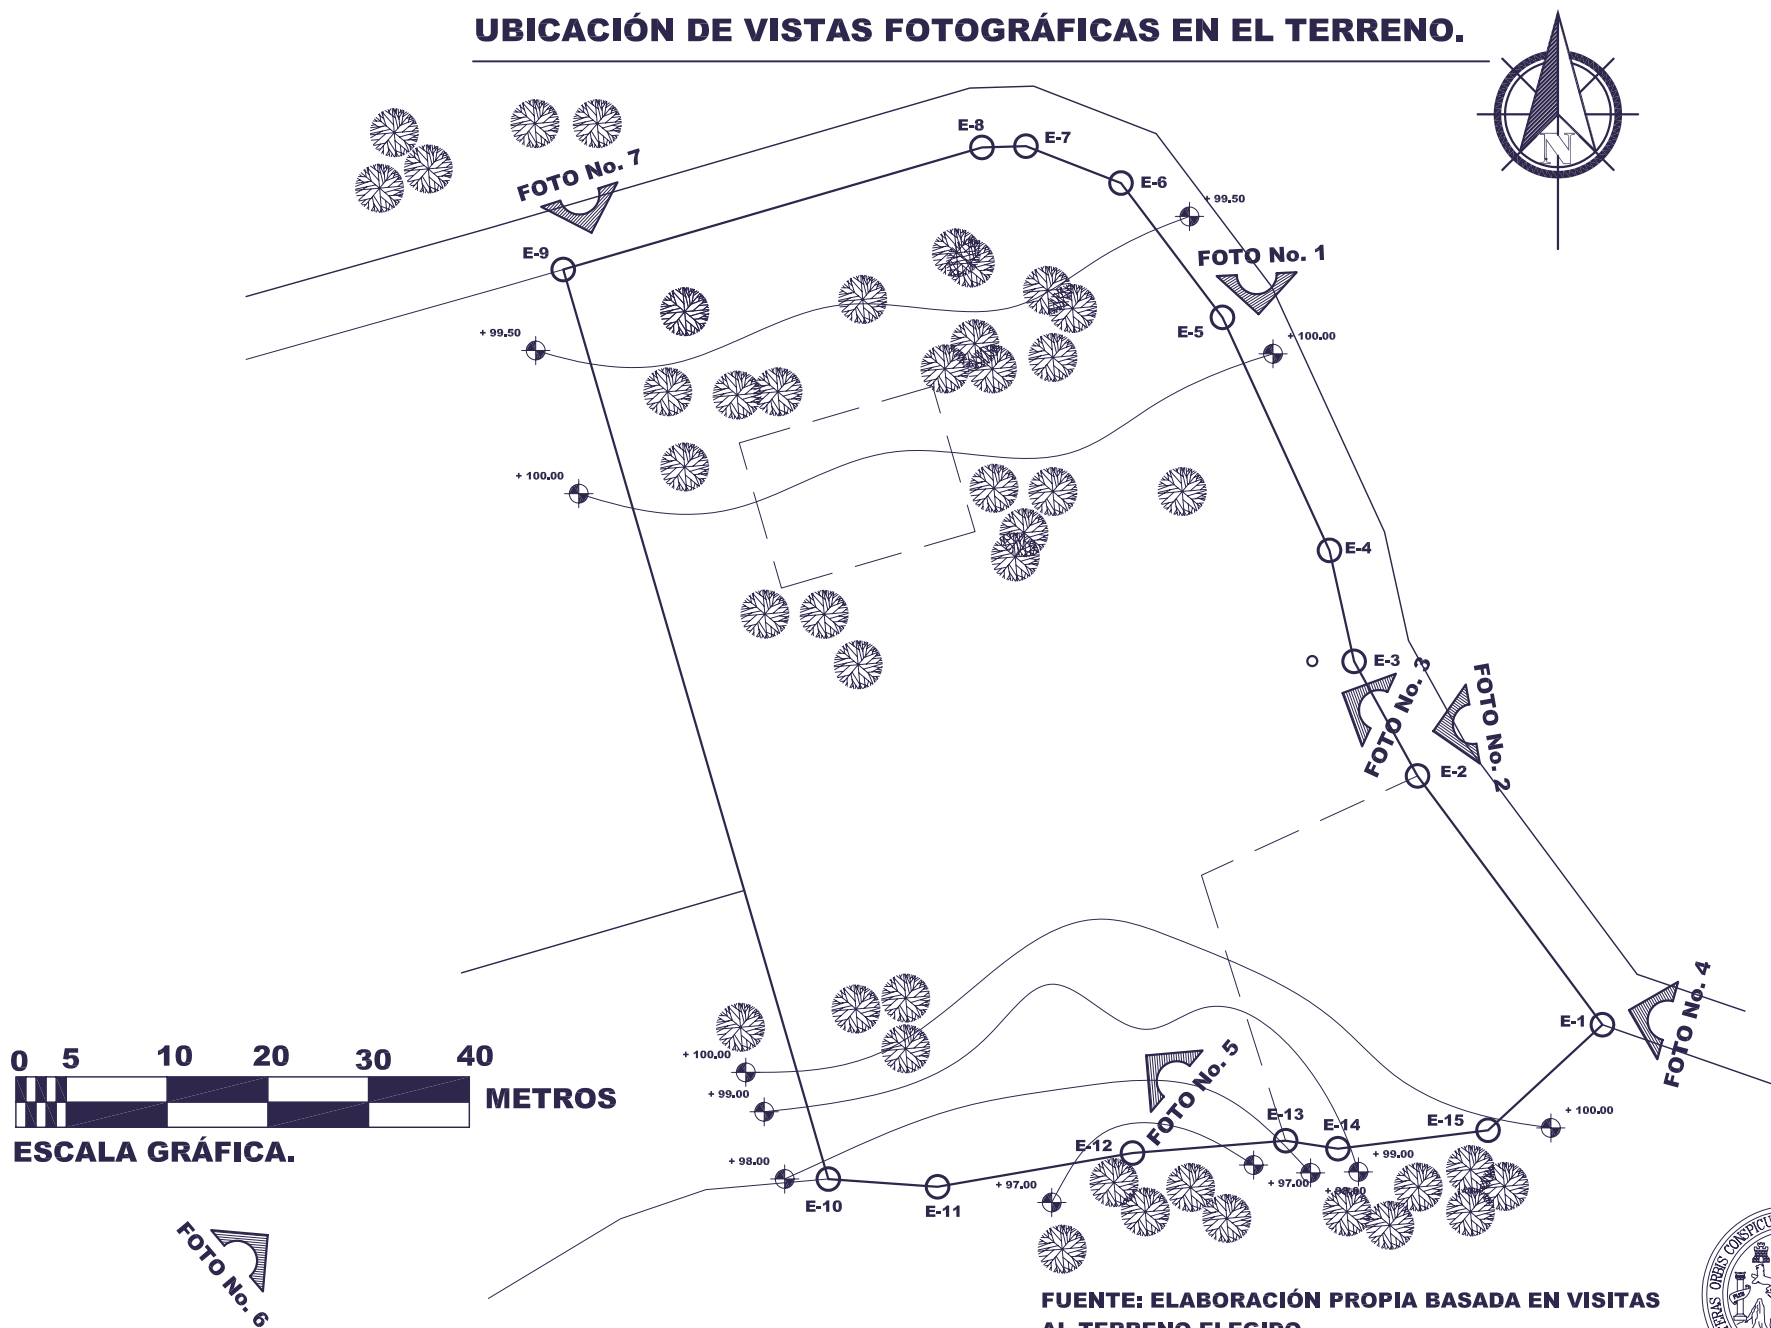 UBICACIÓN DE VISTAS FOTOGRÁFICAS EN EL TERRENO.
N
E-8
E-7
FOTO No. 7
E-6
+ 99.50
E-9
FOTO No. 1
E-5
+ 99.50
+ 100.00
+ 100.00
E-4
E-3
FOTO No. 3
FOTO No. 2
E-2
FOTO No. 4
E-1
0 5 10 20 30 40
METROS
ESCALA GRÁFICA.
+ 100.00
+ 99.00
FOTO No. 5
+ 100.00
E-15
E-13
E-14
E-12
+ 99.00
+ 98.00
+ 97.00
+ 97.00
E-10
E-11
FOTO No. 6
FUENTE: ELABORACIÓN PROPIA BASADA EN VISITAS
AL TERRENO ELEGIDO
ORBIS